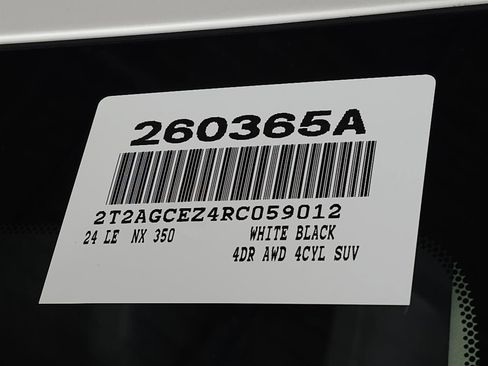 260365A
2T2AGCEZ4RC059012
24 LE NX 350 WHITE BLACK
4DR AWD 4CYL SUV